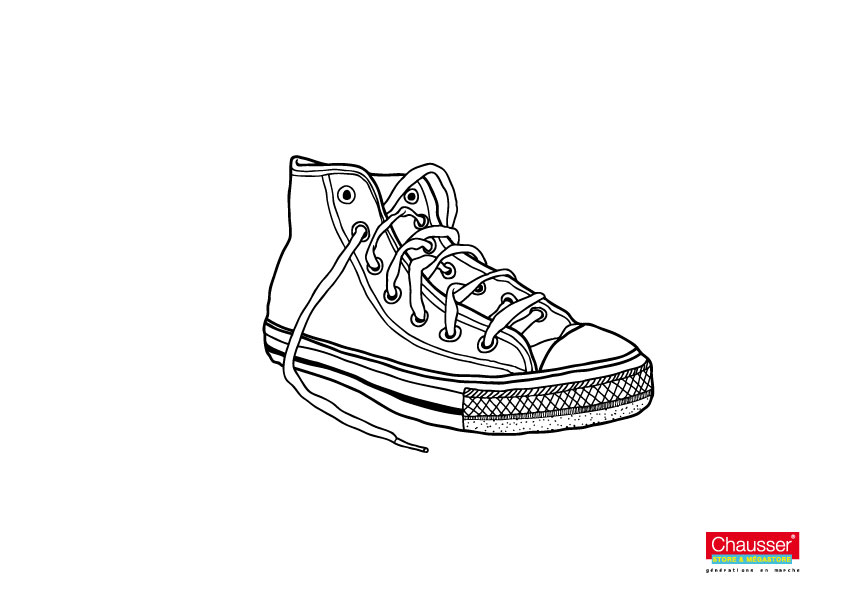 Chausser®
STORE & MÉGASTORE
générations en marche